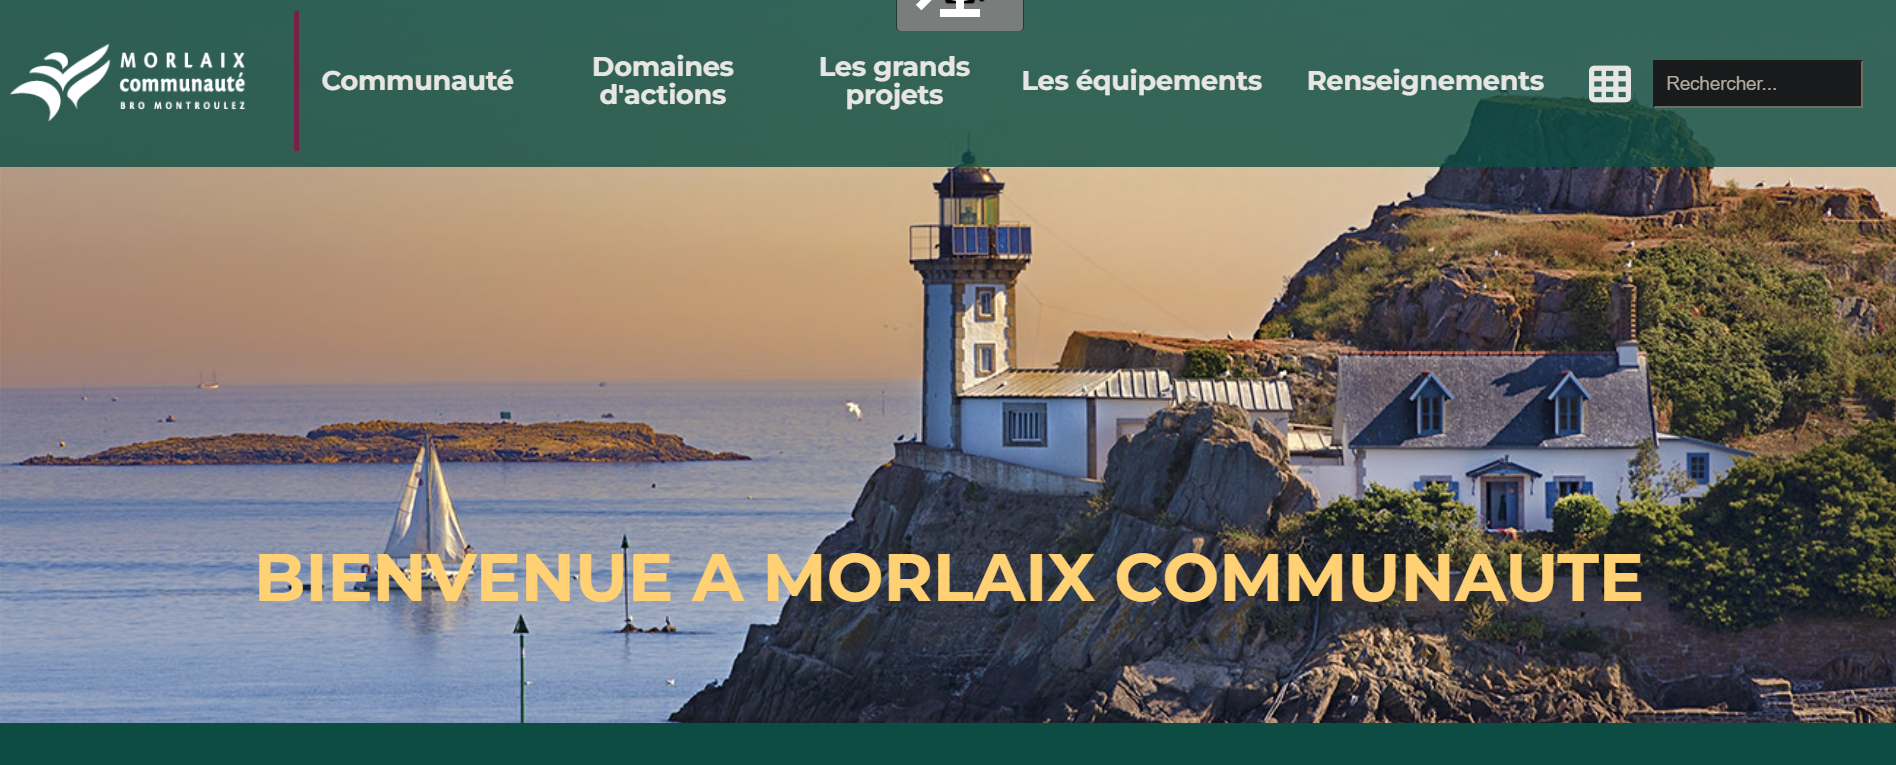 MORLAIX
communauté
BRO MONTROULEZ
Communauté
Domaines
d'actions
Les grands
projets
Les équipements
Renseignements
Rechercher...
BIENVENUE A MORLAIX COMMUNAUTE